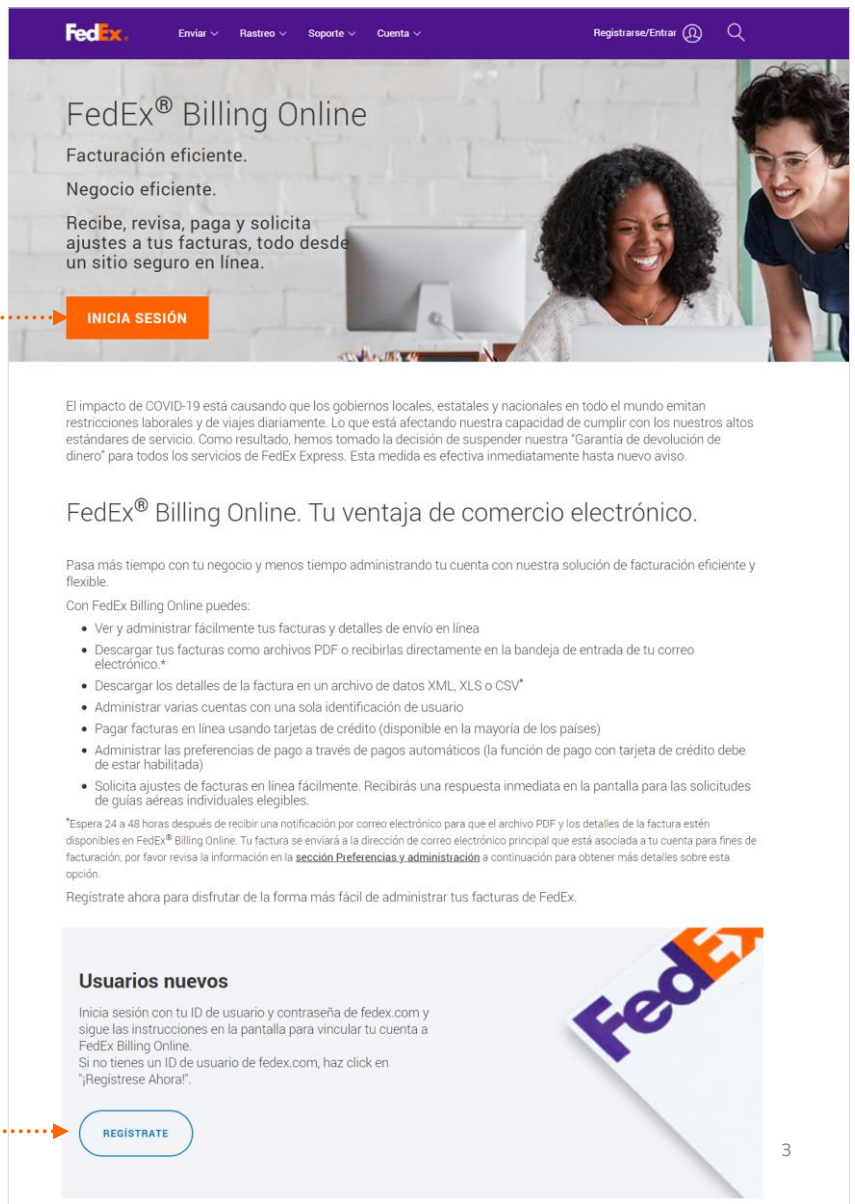 FedEx.
Enviar
Rastreo
Soporte
Cuenta
Registrarse/Entrar
FedEx® Billing Online
Facturación eficiente.
Negocio eficiente.
Recibe, revisa, paga y solicita
ajustes a tus facturas, todo desde
un sitio seguro en línea.
INICIA SESIÓN
El impacto de COVID-19 está causando que los gobiernos locales, estatales y nacionales en todo el mundo emitan
restricciones laborales y de viajes diariamente. Lo que está afectando nuestra capacidad de cumplir con los nuestros altos
estándares de servicio. Como resultado, hemos tomado la decisión de suspender nuestra "Garantía de devolución de
dinero" para todos los servicios de FedEx Express. Esta medida es efectiva inmediatamente hasta nuevo aviso.
FedEx® Billing Online. Tu ventaja de comercio electrónico.
Pasa más tiempo con tu negocio y menos tiempo administrando tu cuenta con nuestra solución de facturación eficiente y
flexible.
Con FedEx Billing Online puedes:
• Ver y administrar fácilmente tus facturas y detalles de envío en línea
• Descargar tus facturas como archivos PDF o recibirlas directamente en la bandeja de entrada de tu correo
electrónico.*
• Descargar los detalles de la factura en un archivo de datos XML, XLS o CSV*
• Administrar varias cuentas con una sola identificación de usuario
• Pagar facturas en línea usando tarjetas de crédito (disponible en la mayoría de los países)
• Administrar las preferencias de pago a través de pagos automáticos (la función de pago con tarjeta de crédito debe
de estar habilitada)
• Solicita ajustes de facturas en línea fácilmente. Recibirás una respuesta inmediata en la pantalla para las solicitudes
de guías aéreas individuales elegibles.
*Espera 24 a 48 horas después de recibir una notificación por correo electrónico para que el archivo PDF y los detalles de la factura estén
disponibles en FedEx® Billing Online. Tu factura se enviará a la dirección de correo electrónico principal que está asociada a tu cuenta para fines de
facturación; por favor revisa la información en la sección Preferencias y administración a continuación para obtener más detalles sobre esta
opción.
Regístrate ahora para disfrutar de la forma más fácil de administrar tus facturas de FedEx.
Usuarios nuevos
Inicia sesión con tu ID de usuario y contraseña de fedex.com y
sigue las instrucciones en la pantalla para vincular tu cuenta a
FedEx Billing Online.
Si no tienes un ID de usuario de fedex.com, haz click en
"¡Regístrese Ahora!".
REGÍSTRATE
FedEx
3